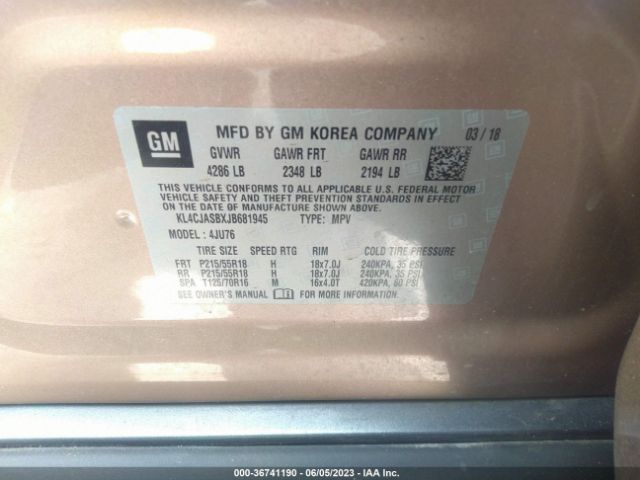 GM
MFD BY GM KOREA COMPANY 03 / 18
GVWR GAWR FRT GAWR RR
4286 LB 2348 LB 2194 LB
THIS VEHICLE CONFORMS TO ALL APPLICABLE U.S. FEDERAL MOTOR
VEHICLE SAFETY AND THEFT PREVENTION STANDARDS IN EFFECT ON
THE DATE OF MANUFACTURE SHOWN ABOVE.
KL4CJASBXJB681945 TYPE: MPV
MODEL : 4JU76
TIRE SIZE SPEED RTG RIM COLD TIRE PRESSURE
FRT P215/55R18 H 18x7.0J 240KPA, 35 PSI
RR P215/55R18 H 18x7.0J 240KPA, 35 PSI
SPA T125/70R16 M 16x4.0T 420KPA, 60 PSI
SEE OWNER'S MANUAL FOR MORE INFORMATION.
000-36741190 - 06/05/2023 - IAA Inc.